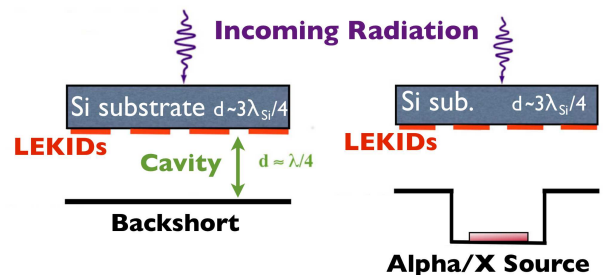 Incoming Radiation
Si substrate d~3λSi/4
LEKIDs
Cavity d ≈ λ/4
Backshort
Si sub. d~3λSi/4
LEKIDs
Alpha/X Source